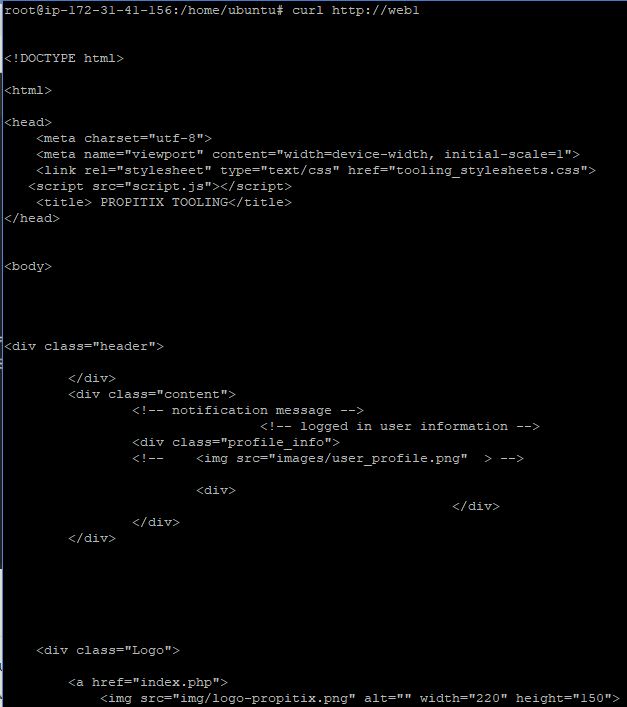 root@ip-172-31-41-156:/home/ubuntu# curl http://web1
<!DOCTYPE html>
<html>
<head>
    <meta charset="utf-8">
    <meta name="viewport" content="width=device-width, initial-scale=1">
    <link rel="stylesheet" type="text/css" href="tooling_stylesheets.css">
   <script src="script.js"></script>
    <title> PROPITIX TOOLING</title>
</head>
<body>
<div class="header">
        </div>
        <div class="content">
                <!-- notification message -->
                                <!-- logged in user information -->
                <div class="profile_info">
                <!--    <img src="images/user_profile.png"  > -->
                        <div>
                                                        </div>
                </div>
        </div>
    <div class="Logo">
        <a href="index.php">
            <img src="img/logo-propitix.png" alt="" width="220" height="150">